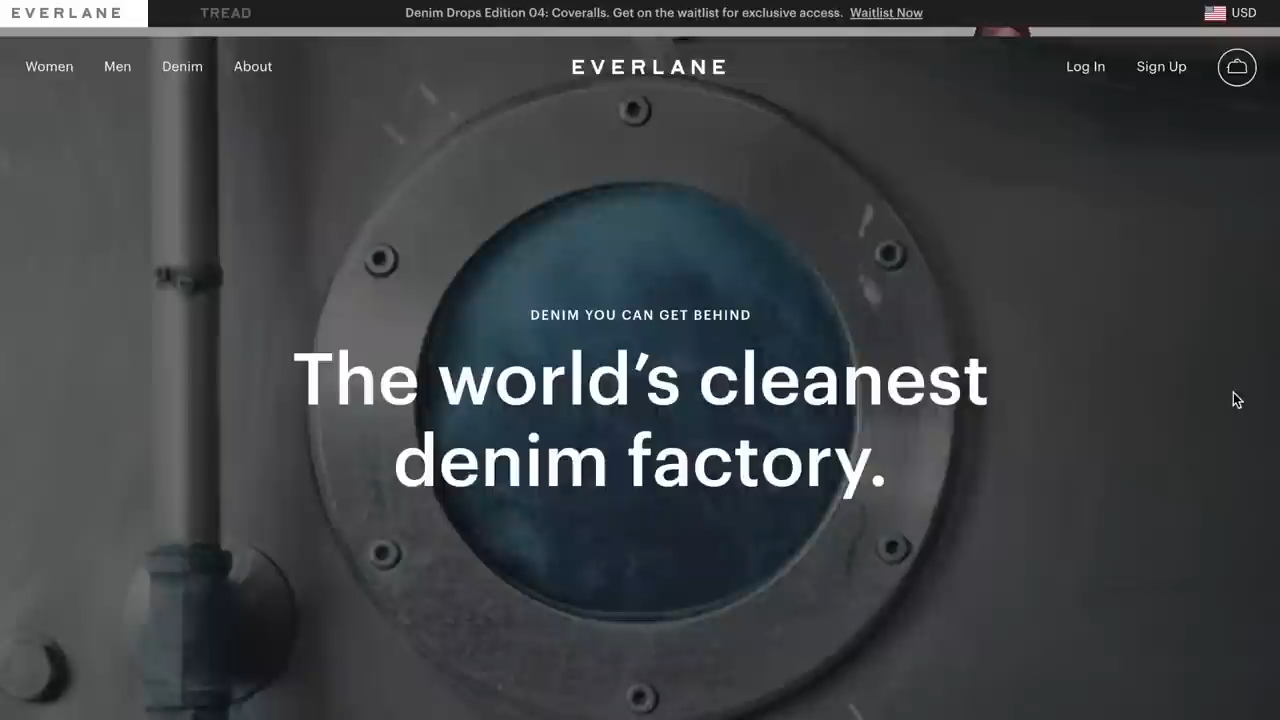 EVERLANE
TREAD
Denim Drops Edition 04: Coveralls. Get on the waitlist for exclusive access. Waitlist Now
USD
Women
Men
Denim
About
EVERLANE
Log In
Sign Up
DENIM YOU CAN GET BEHIND
The world’s cleanest
denim factory.